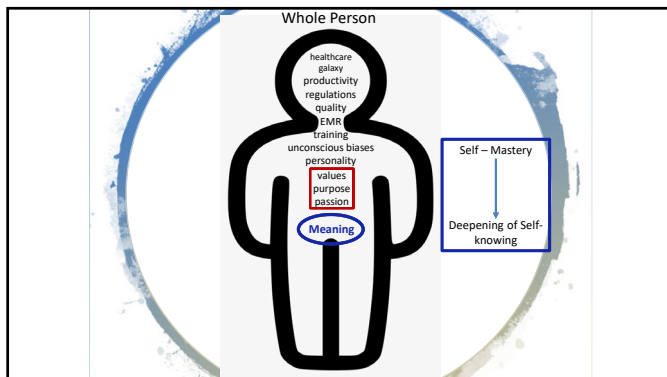 Whole Person
healthcare
galaxy
productivity
regulations
quality
EMR
training
unconscious biases
personality
values
purpose
passion
Meaning
Self – Mastery
Deepening of Self-
knowing